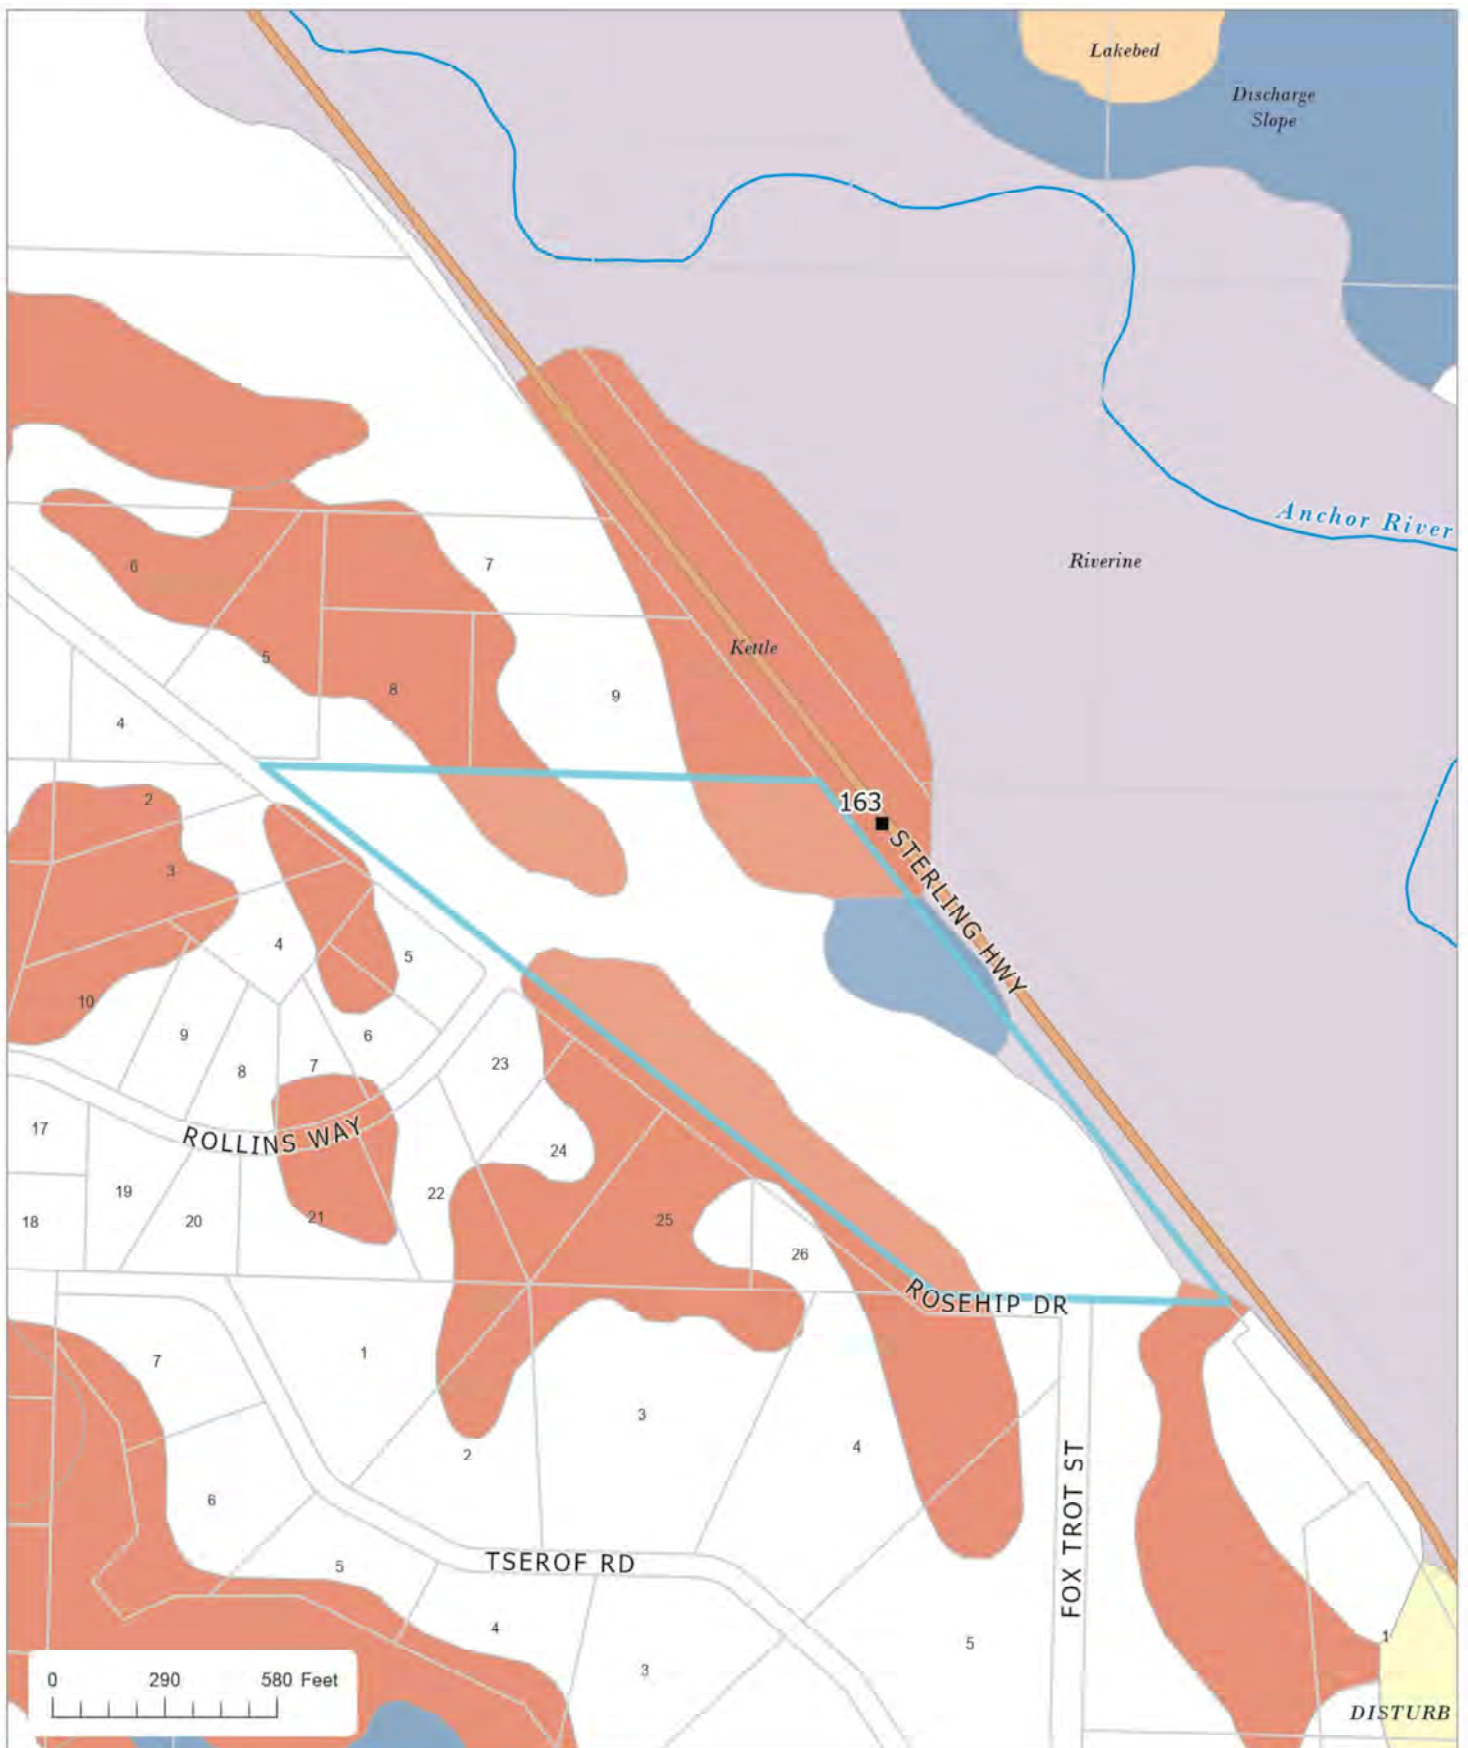 Lakebed
Discharge
Slope
Anchor River
Riverine
6
7
5
Kettle
8
9
4
163
STERLING HWY
2
3
4
5
10
9
6
7
8
23
17
ROLLINS WAY
24
19
22
18
20
21
25
26
ROSEHIP DR
7
1
3
2
4
6
FOX TROT ST
TSEROF RD
5
4
5
1
3
0 290 580 Feet
DISTURB